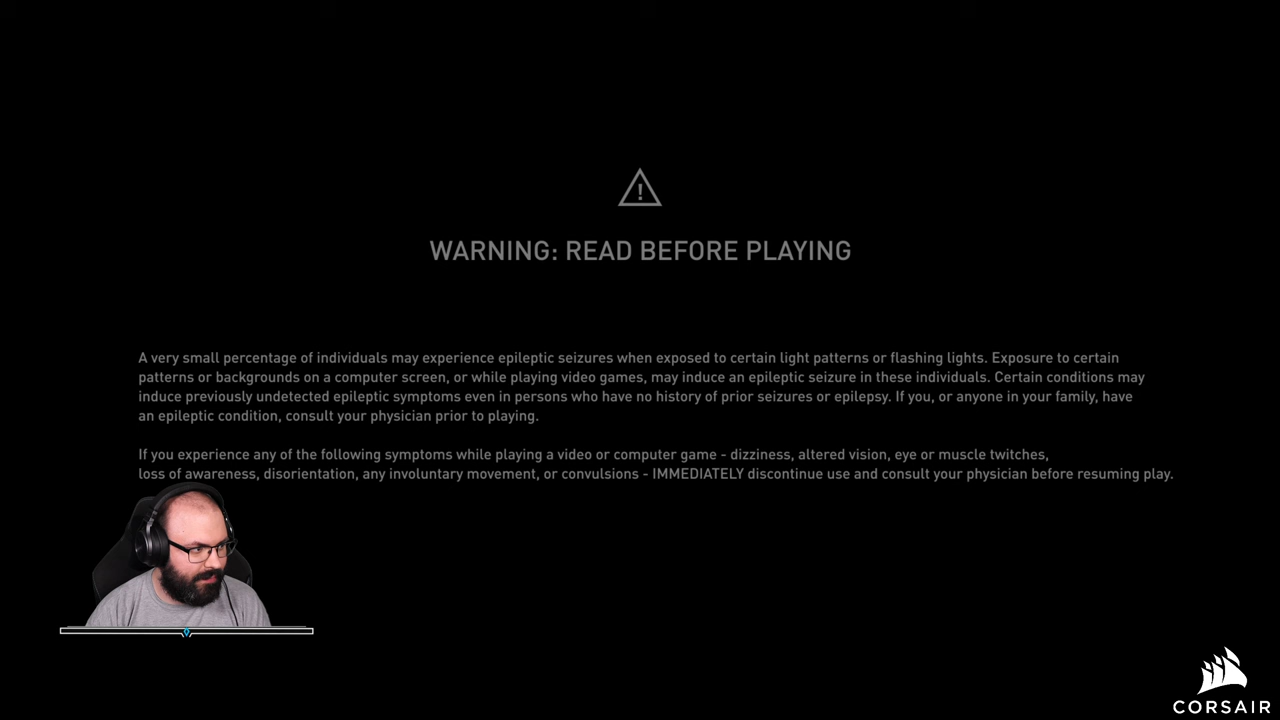 WARNING: READ BEFORE PLAYING
A very small percentage of individuals may experience epileptic seizures when exposed to certain light patterns or flashing lights. Exposure to certain
patterns or backgrounds on a computer screen, or while playing video games, may induce an epileptic seizure in these individuals. Certain conditions may
induce previously undetected epileptic symptoms even in persons who have no history of prior seizures or epilepsy. If you, or anyone in your family, have
an epileptic condition, consult your physician prior to playing.
If you experience any of the following symptoms while playing a video or computer game - dizziness, altered vision, eye or muscle twitches,
loss of awareness, disorientation, any involuntary movement, or convulsions - IMMEDIATELY discontinue use and consult your physician before resuming play.
CORSAIR